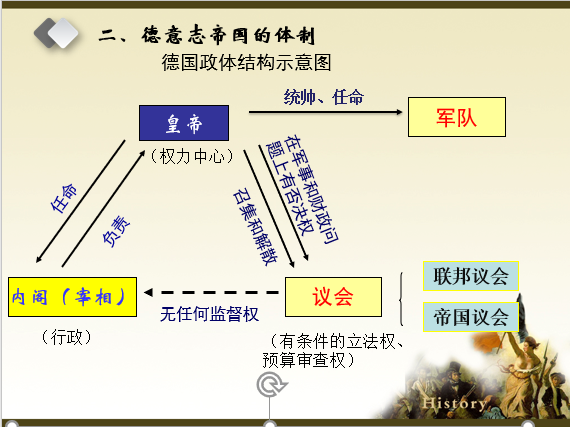 二、德意志帝国的体制
德国政体结构示意图
皇帝
(权力中心)
统帅、任命
军队
任命
负责
在军事和财政问
题上有否决权
召集和解散
内阁(宰相)
(行政)
无任何监督权
议会
(有条件的立法权、
预算审查权)
联邦议会
帝国议会
History